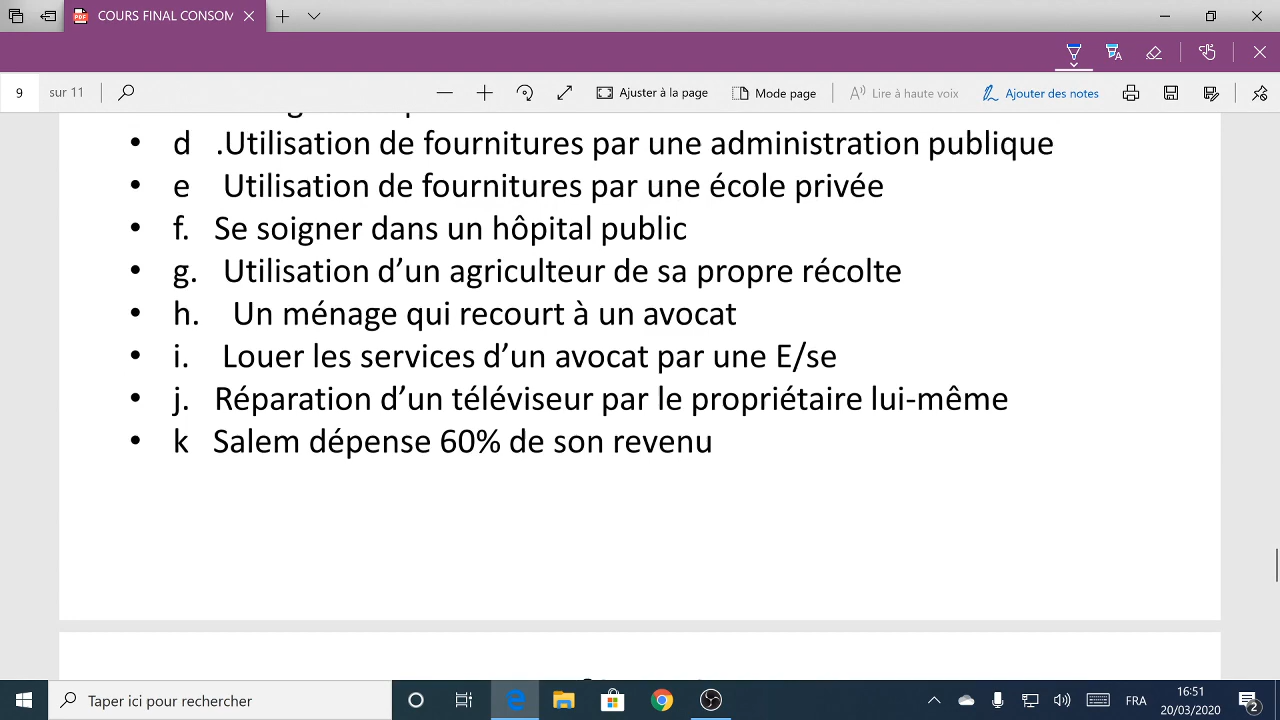 COURS FINAL CONSOM
9 sur 11 Ajuster à la page Mode page Lire à haute voix Ajouter des notes
• d .Utilisation de fournitures par une administration publique
• e Utilisation de fournitures par une école privée
• f. Se soigner dans un hôpital public
• g. Utilisation d’un agriculteur de sa propre récolte
• h. Un ménage qui recourt à un avocat
• i. Louer les services d’un avocat par une E/se
• j. Réparation d’un téléviseur par le propriétaire lui-même
• k Salem dépense 60% de son revenu
Taper ici pour rechercher
FRA
16:51
20/03/2020
2